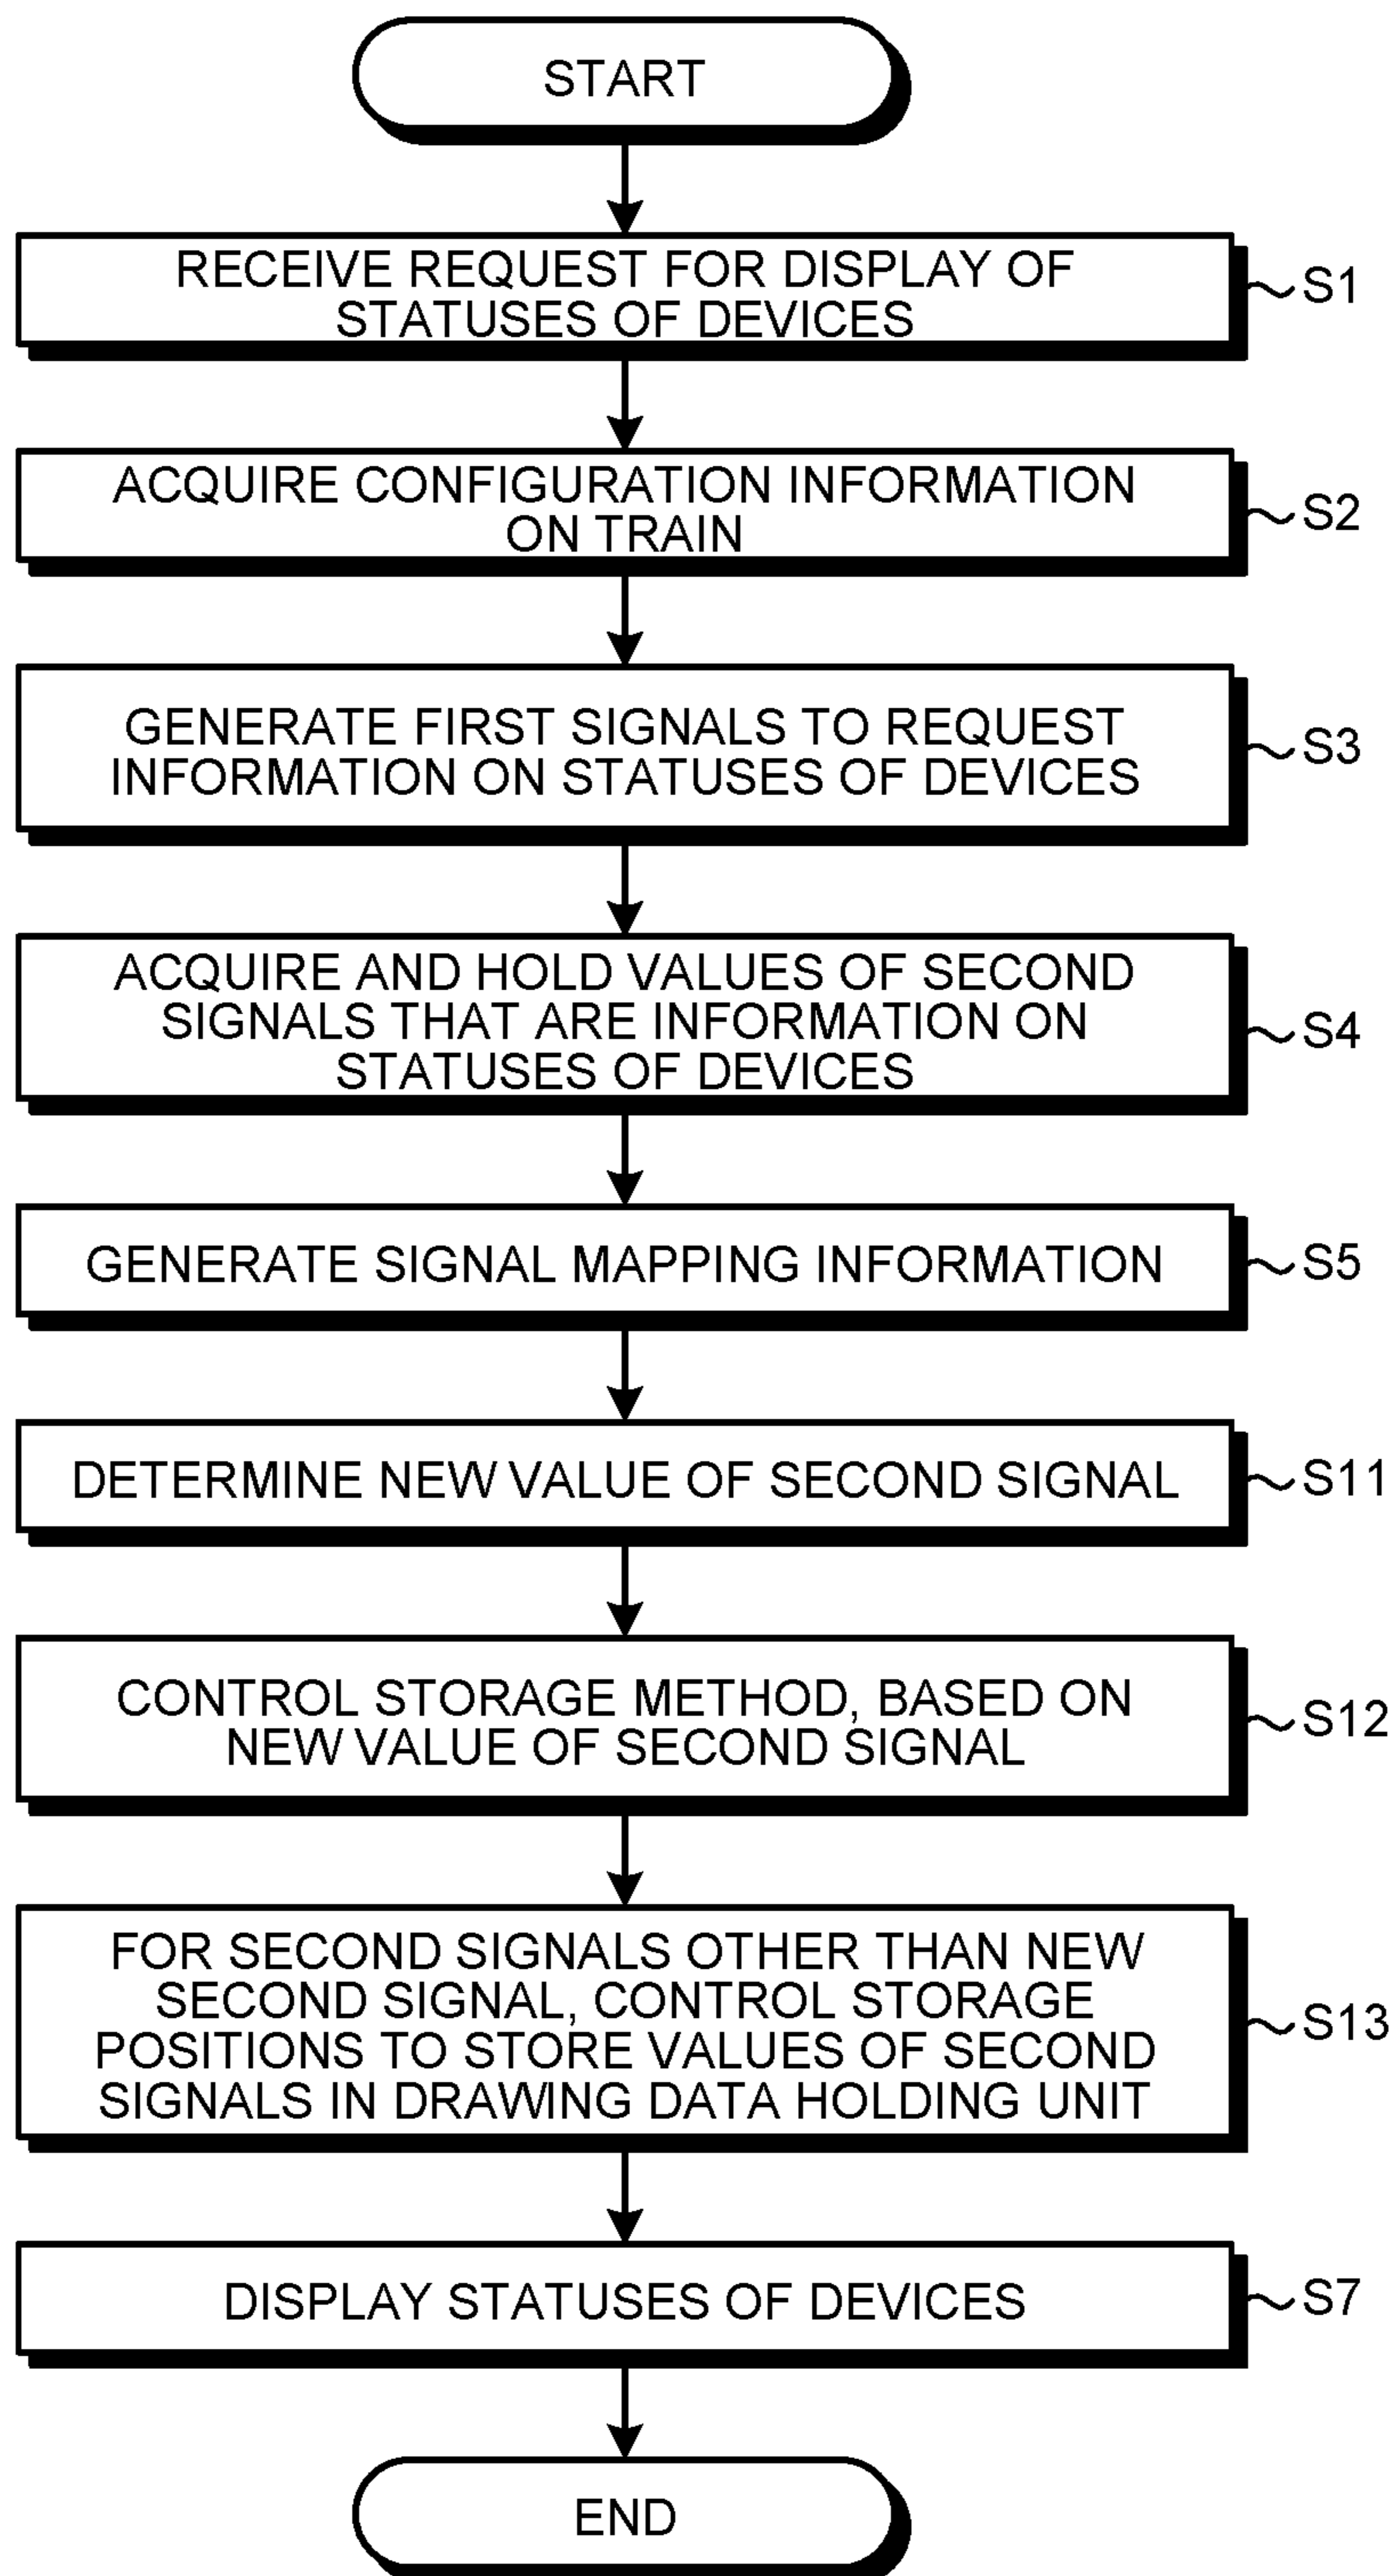 START
RECEIVE REQUEST FOR DISPLAY OF
STATUSES OF DEVICES
S1
ACQUIRE CONFIGURATION INFORMATION
ON TRAIN
S2
GENERATE FIRST SIGNALS TO REQUEST
INFORMATION ON STATUSES OF DEVICES
S3
ACQUIRE AND HOLD VALUES OF SECOND
SIGNALS THAT ARE INFORMATION ON
STATUSES OF DEVICES
S4
GENERATE SIGNAL MAPPING INFORMATION
S5
DETERMINE NEW VALUE OF SECOND SIGNAL
S11
CONTROL STORAGE METHOD, BASED ON
NEW VALUE OF SECOND SIGNAL
S12
FOR SECOND SIGNALS OTHER THAN NEW
SECOND SIGNAL, CONTROL STORAGE
POSITIONS TO STORE VALUES OF SECOND
SIGNALS IN DRAWING DATA HOLDING UNIT
S13
DISPLAY STATUSES OF DEVICES
S7
END